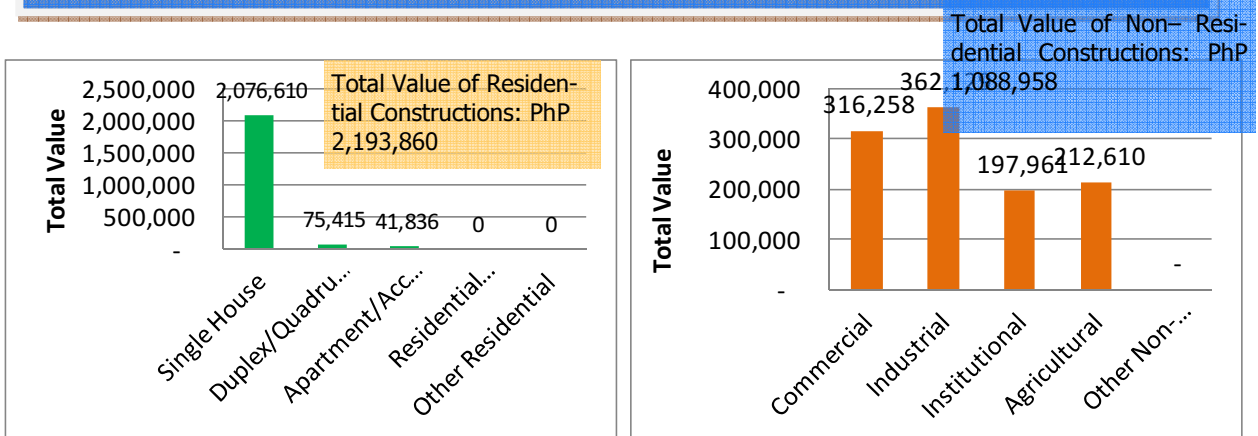 Total Value of Non– Resi-
dential Constructions: PhP
1,088,958
Total Value of Residen-
tial Constructions: PhP
2,193,860
Total Value
2,500,000
2,000,000
1,500,000
1,000,000
500,000
-
2,076,610
75,415
41,836
0
0
Single House
Duplex/Quadru...
Apartment/Acc...
Residential...
Other Residential
Total Value
400,000
300,000
200,000
100,000
-
316,258
362,
197,961
212,610
-
Commercial
Industrial
Institutional
Agricultural
Other Non-...